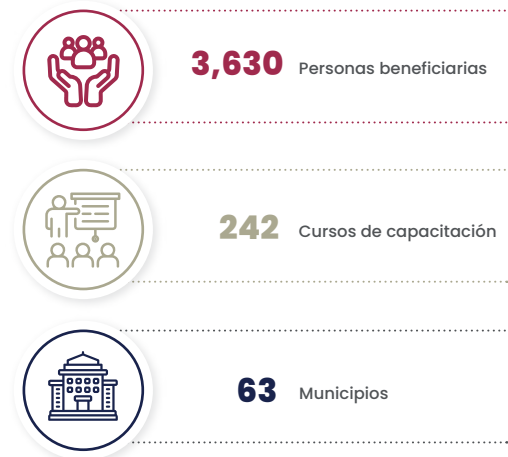 3,630 Personas beneficiarias
242 Cursos de capacitación
63 Municipios